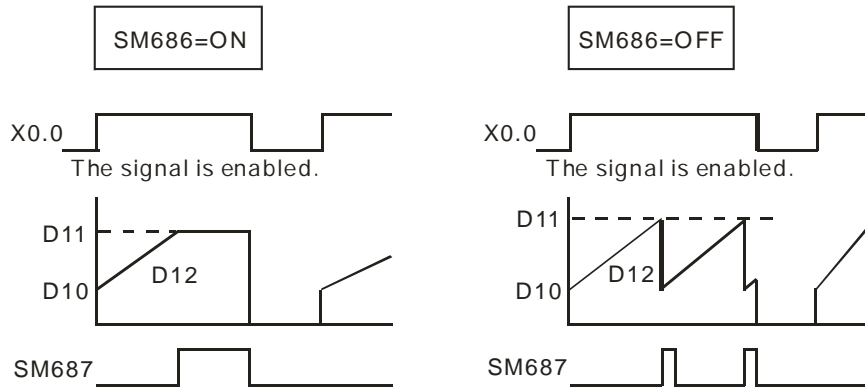 SM686=ON
X0.0
The signal is enabled.
D11
D12
D10
SM687
SM686=OFF
X0.0
The signal is enabled.
D11
D12
D10
SM687